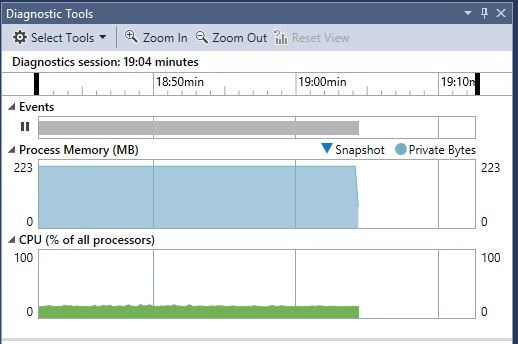 Diagnostic Tools
Select Tools Zoom In Zoom Out Reset View
Diagnostics session: 19:04 minutes
18:50min 19:00min 19:10m
Events
Process Memory (MB) Snapshot Private Bytes
223 223
0 0
CPU (% of all processors)
100 100
0 0